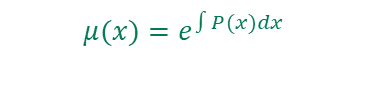 μ(x) = e^{∫ P(x)dx}